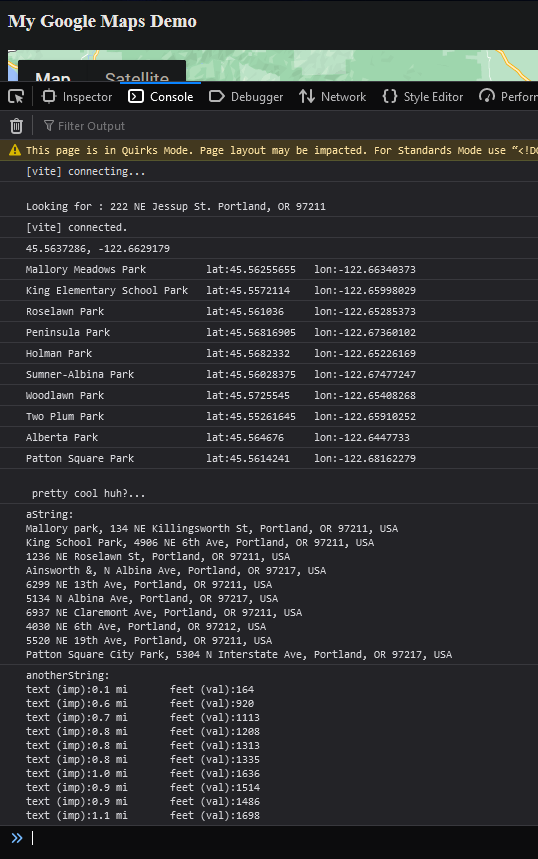 My Google Maps Demo
Map Satellite
Inspector Console Debugger Network Style Editor Perfor
Filter Output
This page is in Quirks Mode. Page layout may be impacted. For Standards Mode use “<!DO
[vite] connecting...
Looking for : 222 NE Jessup St. Portland, OR 97211
[vite] connected.
45.5637286, -122.6629179
Mallory Meadows Park lat:45.56255655 lon:-122.66340373
King Elementary School Park lat:45.5572114 lon:-122.65998029
Roselawn Park lat:45.561036 lon:-122.65285373
Peninsula Park lat:45.56816905 lon:-122.67360102
Holman Park lat:45.5682332 lon:-122.65226169
Sumner-Albina Park lat:45.56028375 lon:-122.67477247
Woodlawn Park lat:45.5725545 lon:-122.65408268
Two Plum Park lat:45.55261645 lon:-122.65910252
Alberta Park lat:45.564676 lon:-122.6447733
Patton Square Park lat:45.5614241 lon:-122.68162279
pretty cool huh?...
aString:
Mallory park, 134 NE Killingsworth St, Portland, OR 97211, USA
King School Park, 4906 NE 6th Ave, Portland, OR 97211, USA
1236 NE Roselawn St, Portland, OR 97211, USA
Ainsworth &, N Albina Ave, Portland, OR 97217, USA
6299 NE 13th Ave, Portland, OR 97211, USA
5134 N Albina Ave, Portland, OR 97217, USA
6937 NE Claremont Ave, Portland, OR 97211, USA
4030 NE 6th Ave, Portland, OR 97212, USA
5520 NE 19th Ave, Portland, OR 97211, USA
Patton Square City Park, 5304 N Interstate Ave, Portland, OR 97217, USA
anotherString:
text (imp):0.1 mi feet (val):164
text (imp):0.6 mi feet (val):920
text (imp):0.7 mi feet (val):1113
text (imp):0.8 mi feet (val):1208
text (imp):0.8 mi feet (val):1313
text (imp):0.8 mi feet (val):1335
text (imp):1.0 mi feet (val):1636
text (imp):0.9 mi feet (val):1514
text (imp):0.9 mi feet (val):1486
text (imp):1.1 mi feet (val):1698